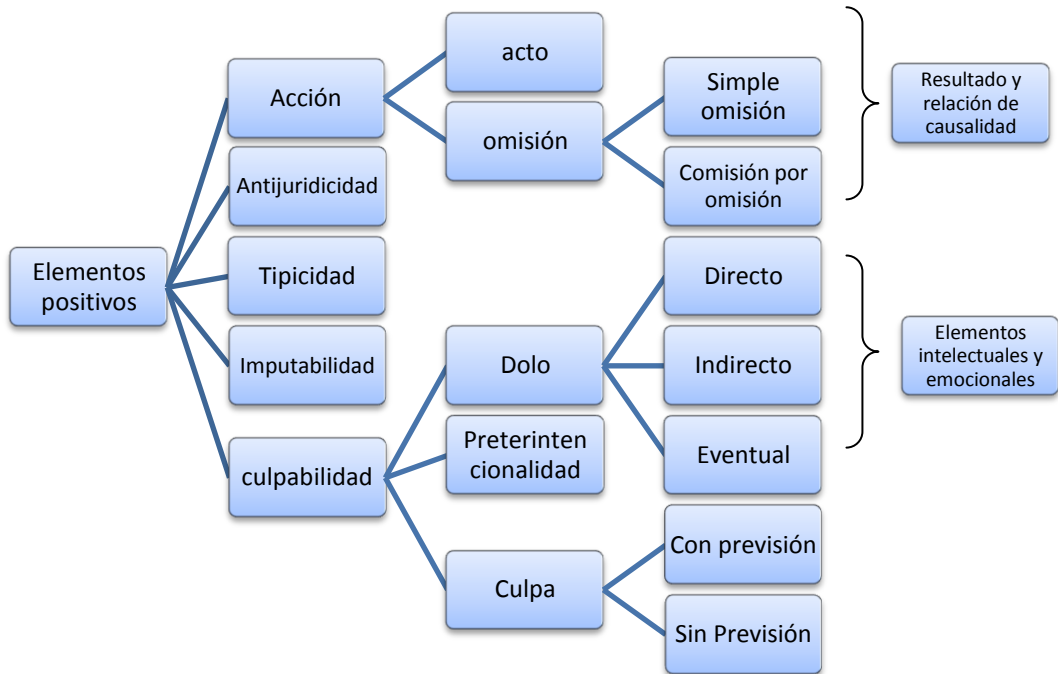 Elementos
positivos
Acción
Antijuridicidad
Tipicidad
Imputabilidad
culpabilidad
acto
omisión
Simple
omisión
Comisión por
omisión
Resultado y
relación de
causalidad
Dolo
Preterinten
cionalidad
Culpa
Directo
Indirecto
Eventual
Elementos
intelectuales y
emocionales
Con previsión
Sin Previsión